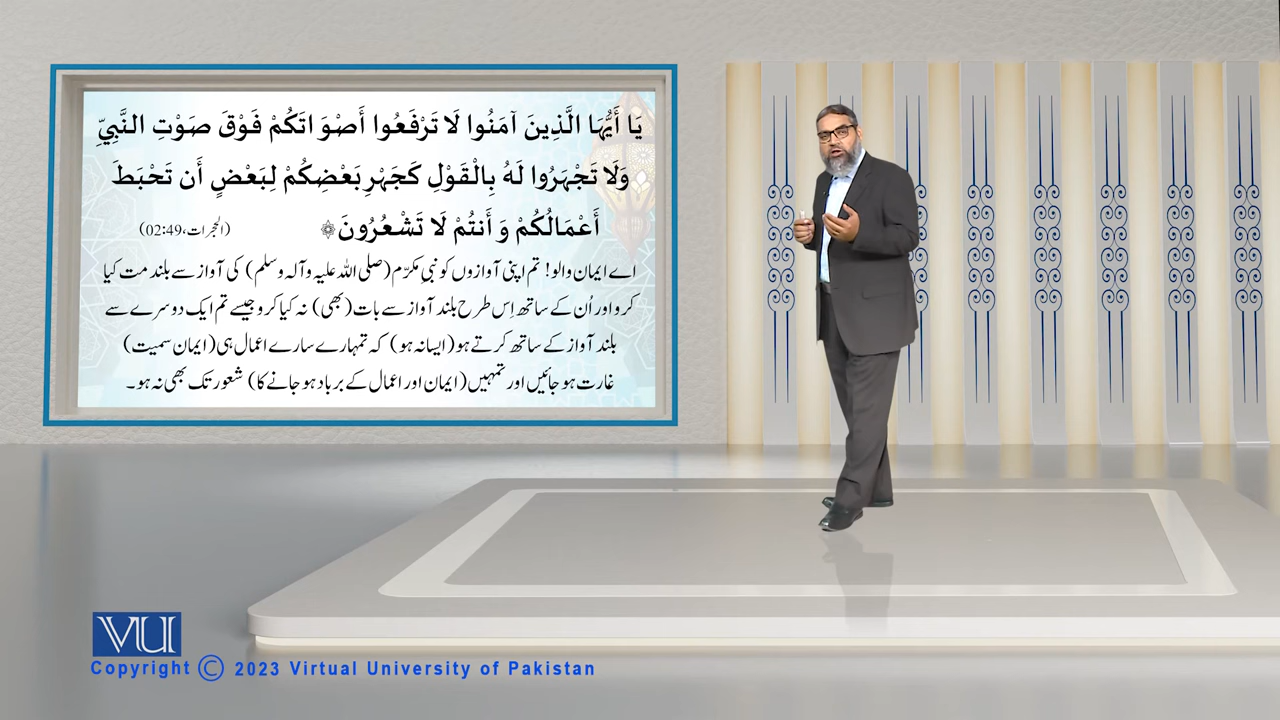 يَا أَيُّهَا الَّذِينَ آمَنُوا لَا تَرْفَعُوا أَصْوَاتَكُمْ فَوْقَ صَوْتِ النَّبِيِّ
وَلَا تَجْهَرُوا لَهُ بِالْقَوْلِ كَجَهْرِ بَعْضِكُمْ لِبَعْضٍ أَن تَحْبَطَ
أَعْمَالُكُمْ وَ أَنتُمْ لَا تَشْعُرُونَ۞ (الحجرات،02:49)
اے ایمان والو! تم اپنی آوازوں کو نبی مکرّم (صلی اللہ علیہ وآلہ وسلم) کی آواز سے بلند مت کیا
کرو اور اُن کے ساتھ اِس طرح بلند آواز سے بات (بھی) نہ کیا کرو جیسے تم ایک دوسرے سے
بلند آواز کے ساتھ کرتے ہو (ایسا نہ ہو) کہ تمہارے سارے اعمال ہی (ایمان سمیت)
غارت ہو جائیں اور تمہیں (ایمان اور اعمال کے برباد ہو جانے کا) شعور تک بھی نہ ہو۔
VU
Copyright © 2023 Virtual University of Pakistan